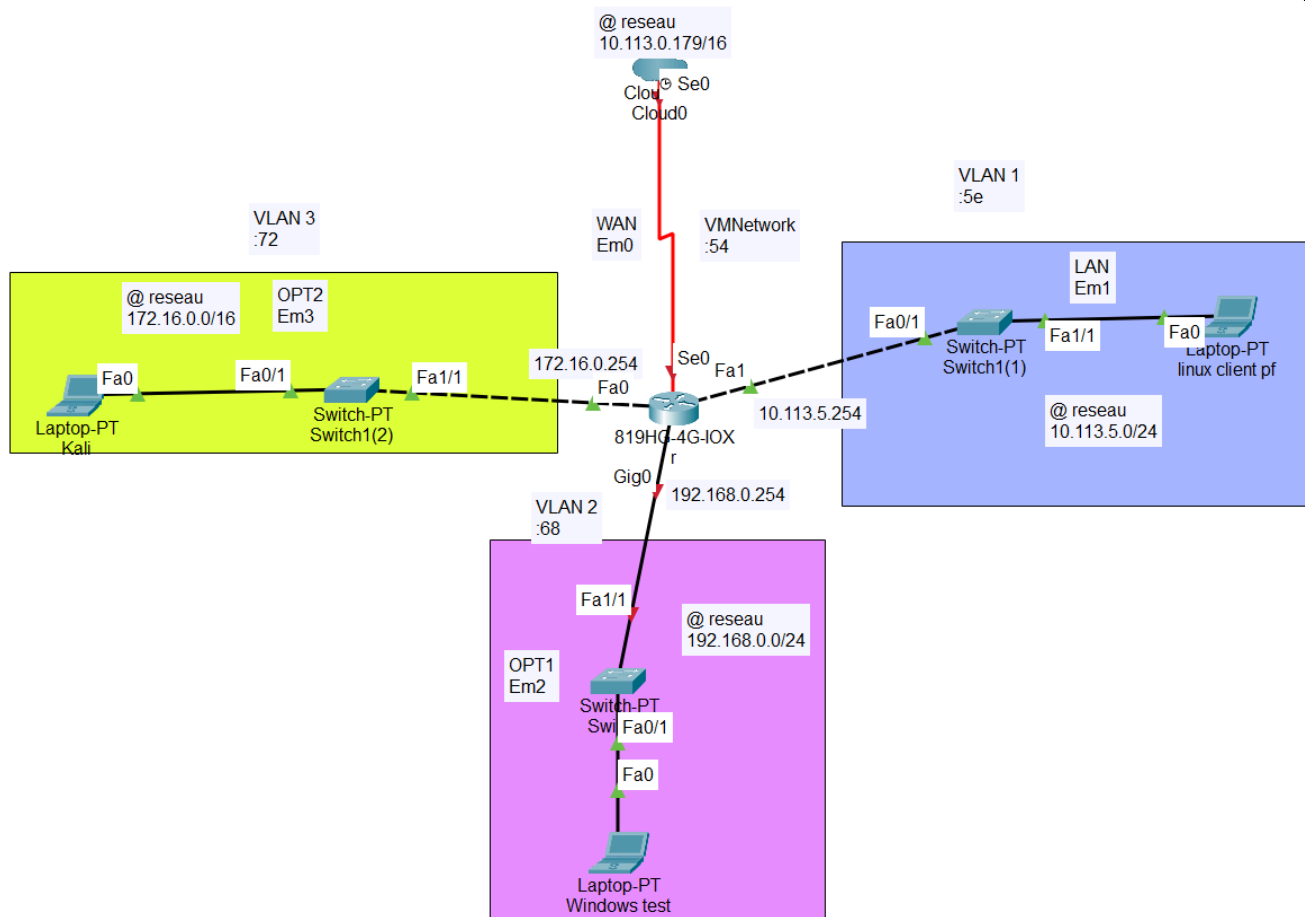 @ reseau
10.113.0.179/16
Se0
Clou
Cloud0
VLAN 1
:5e
VLAN 3
:72
WAN
Em0
VMNetwork
:54
@ reseau
172.16.0.0/16
OPT2
Em3
LAN
Em1
Fa0/1
Fa1/1
Fa0
Switch-PT
Switch1(1)
Laptop-PT
linux client pf
@ reseau
10.113.5.0/24
Fa0
Fa0/1
Fa1/1
172.16.0.254
Fa0
Se0
Fa1
10.113.5.254
Laptop-PT
Kali
Switch-PT
Switch1(2)
819HG-4G-IOX
r
Gig0
192.168.0.254
VLAN 2
:68
Fa1/1
@ reseau
192.168.0.0/24
OPT1
Em2
Switch-PT
Swi
Fa0/1
Fa0
Laptop-PT
Windows test